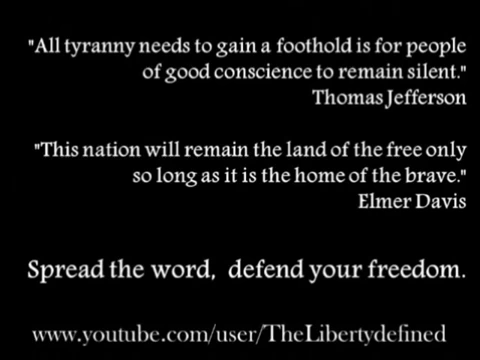 "All tyranny needs to gain a foothold is for people
of good conscience to remain silent."
Thomas Jefferson
"This nation will remain the land of the free only
so long as it is the home of the brave."
Elmer Davis
Spread the word, defend your freedom.
www.youtube.com/user/TheLibertydefined